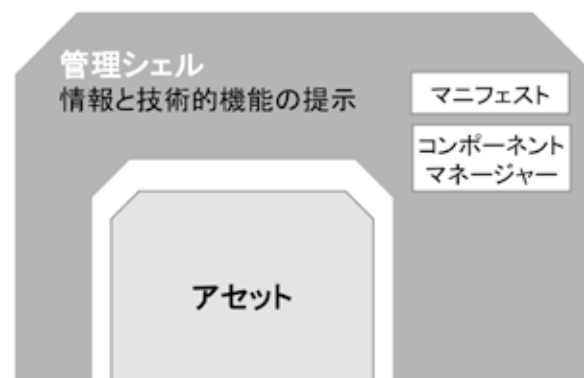 管理シェル
情報と技術的機能の提示
マニフェスト
コンポーネント
マネージャー
アセット